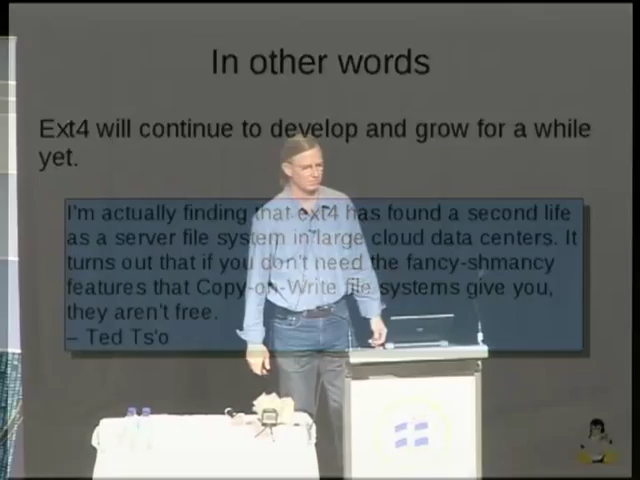 In other words
Ext4 will continue to develop and grow for a while
yet.
I'm actually finding that ext4 has found a second life
as a server file system in large cloud data centers. It
turns out that if you don't need the fancy-shmancy
features that Copy-on-Write file systems give you,
they aren't free.
– Ted Ts'o